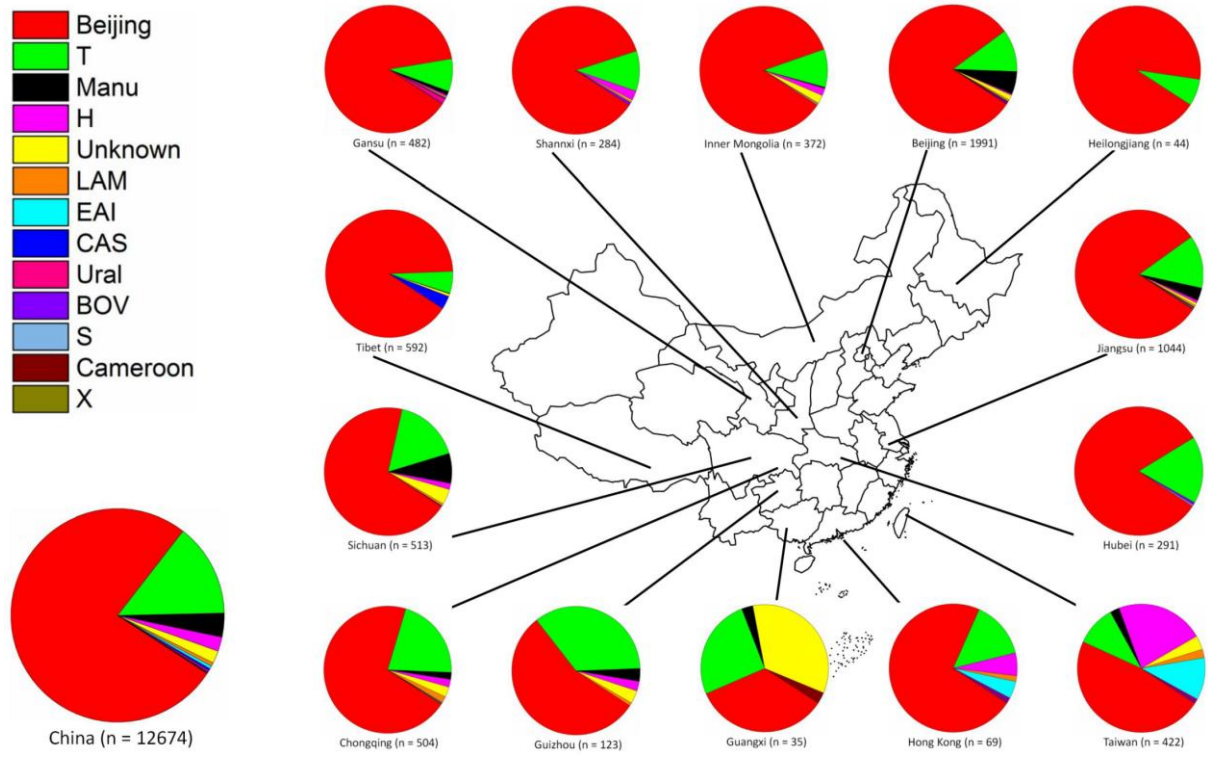 Beijing
T
Manu
H
Unknown
LAM
EAI
CAS
Ural
BOV
S
Cameroon
X
Gansu (n = 482)
Shannxi (n = 284)
Inner Mongolia (n = 372)
Beijing (n = 1991)
Heilongjiang (n = 44)
Tibet (n = 592)
Jiangsu (n = 1044)
Sichuan (n = 513)
Hubei (n = 291)
China (n = 12674)
Chongqing (n = 504)
Guizhou (n = 123)
Guangxi (n = 35)
Hong Kong (n = 69)
Taiwan (n = 422)